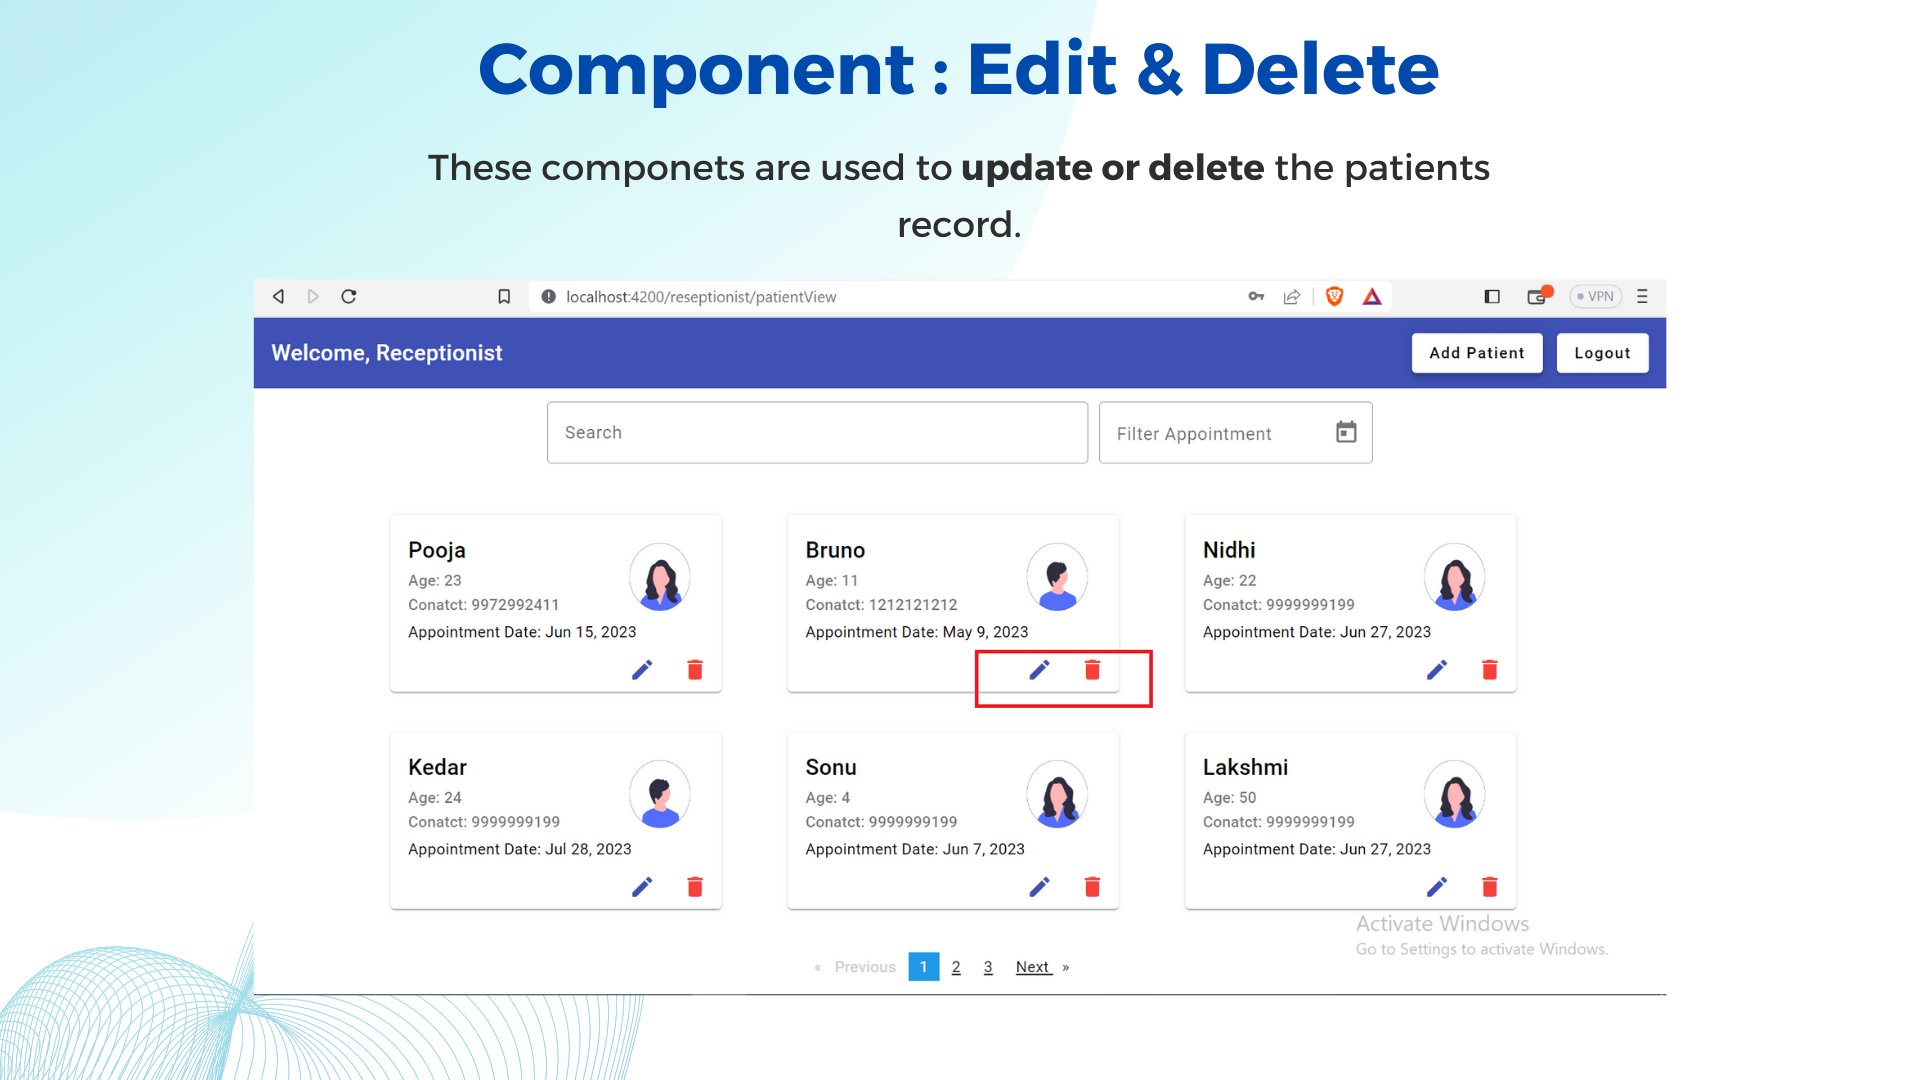 Component : Edit & Delete
These componets are used to update or delete the patients
record.
localhost:4200/reseptionist/patientView
VPN
Welcome, Receptionist
Add Patient
Logout
Search
Filter Appointment
Pooja
Age: 23
Conatct: 9972992411
Appointment Date: Jun 15, 2023
Bruno
Age: 11
Conatct: 1212121212
Appointment Date: May 9, 2023
Nidhi
Age: 22
Conatct: 9999999199
Appointment Date: Jun 27, 2023
Kedar
Age: 24
Conatct: 9999999199
Appointment Date: Jul 28, 2023
Sonu
Age: 4
Conatct: 9999999199
Appointment Date: Jun 7, 2023
Lakshmi
Age: 50
Conatct: 9999999199
Appointment Date: Jun 27, 2023
Activate Windows
Go to Settings to activate Windows.
« Previous 1 2 3 Next »